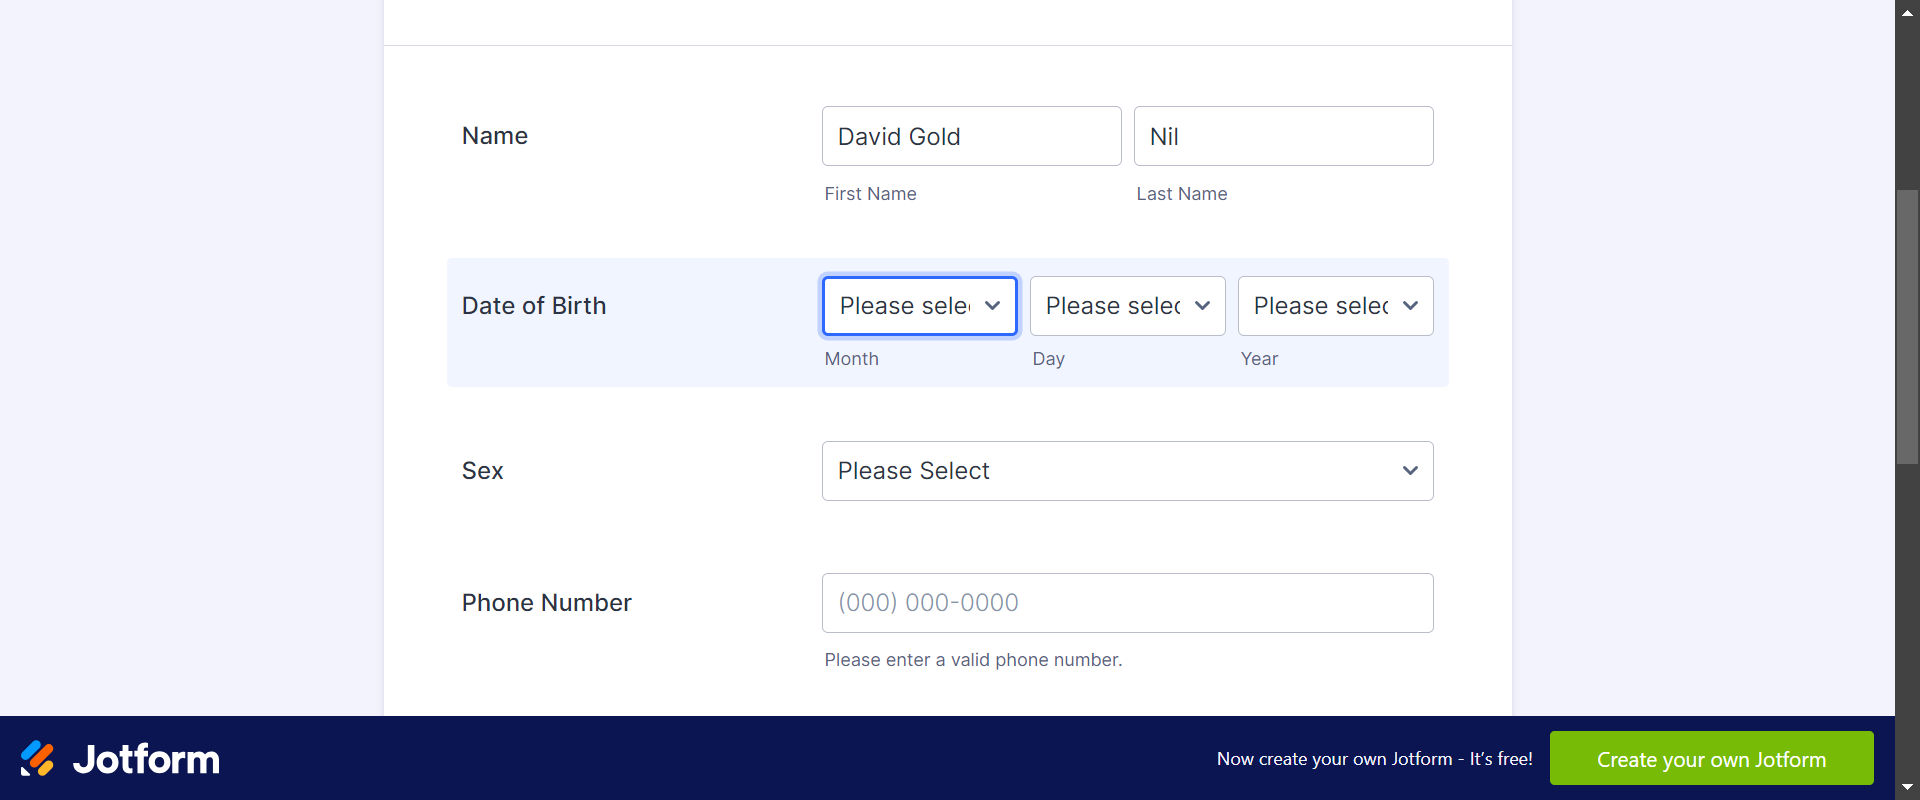 Name
David Gold
Nil
First Name
Last Name
Date of Birth
Please selec
Please selec
Please selec
Month
Day
Year
Sex
Please Select
Phone Number
(000) 000-0000
Please enter a valid phone number.
Jotform
Now create your own Jotform - It's free!
Create your own Jotform